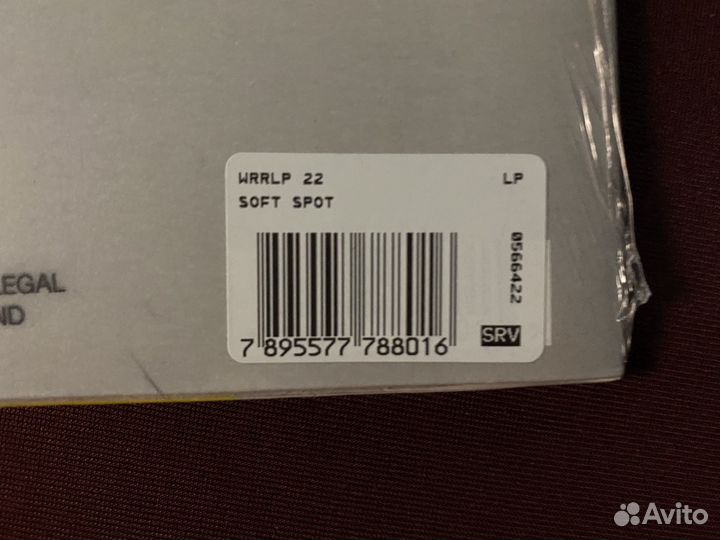 WRRLP 22 LP
SOFT SPOT
0566422
LEGAL
ND
7 895577 788016
SRV
Avito